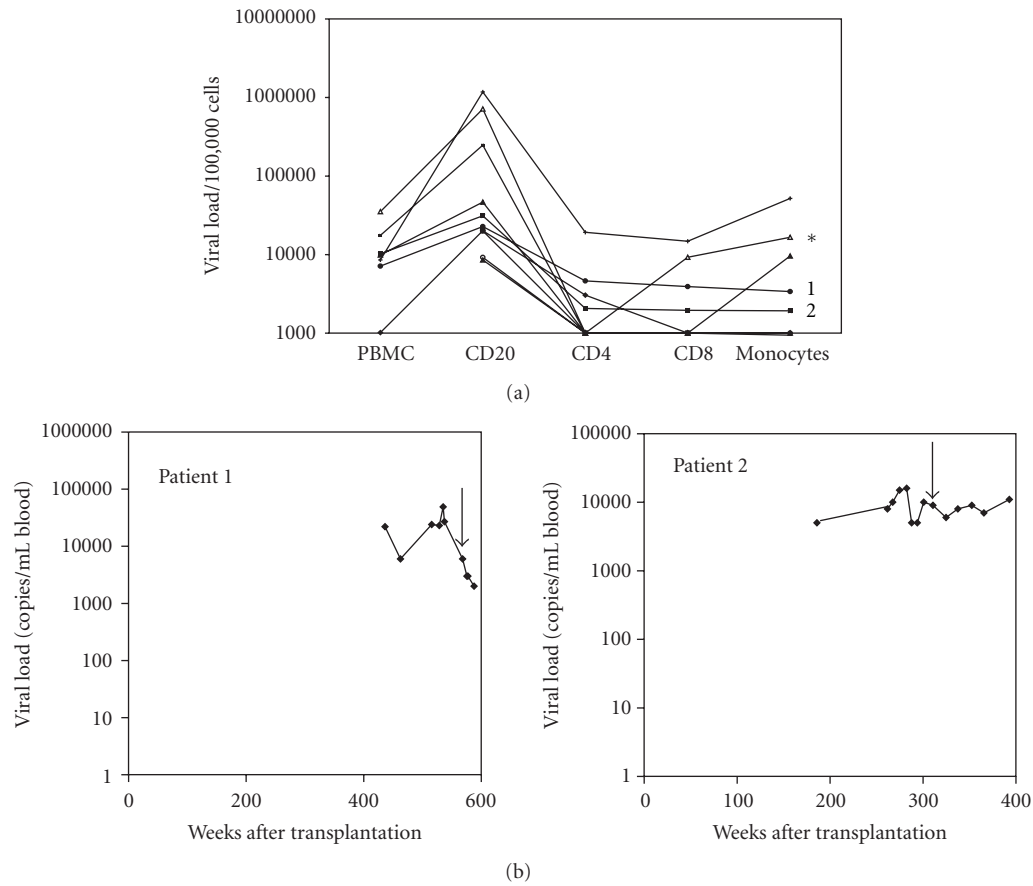 10000000
1000000
100000
10000
1000
Viral load/100,000 cells
*
1
2
PBMC CD20 CD4 CD8 Monocytes
(a)
1000000
100000
10000
1000
100
10
1
Viral load (copies/mL blood)
Patient 1
0 200 400 600
Weeks after transplantation
100000
10000
1000
100
10
1
Viral load (copies/mL blood)
Patient 2
0 100 200 300 400
Weeks after transplantation
(b)